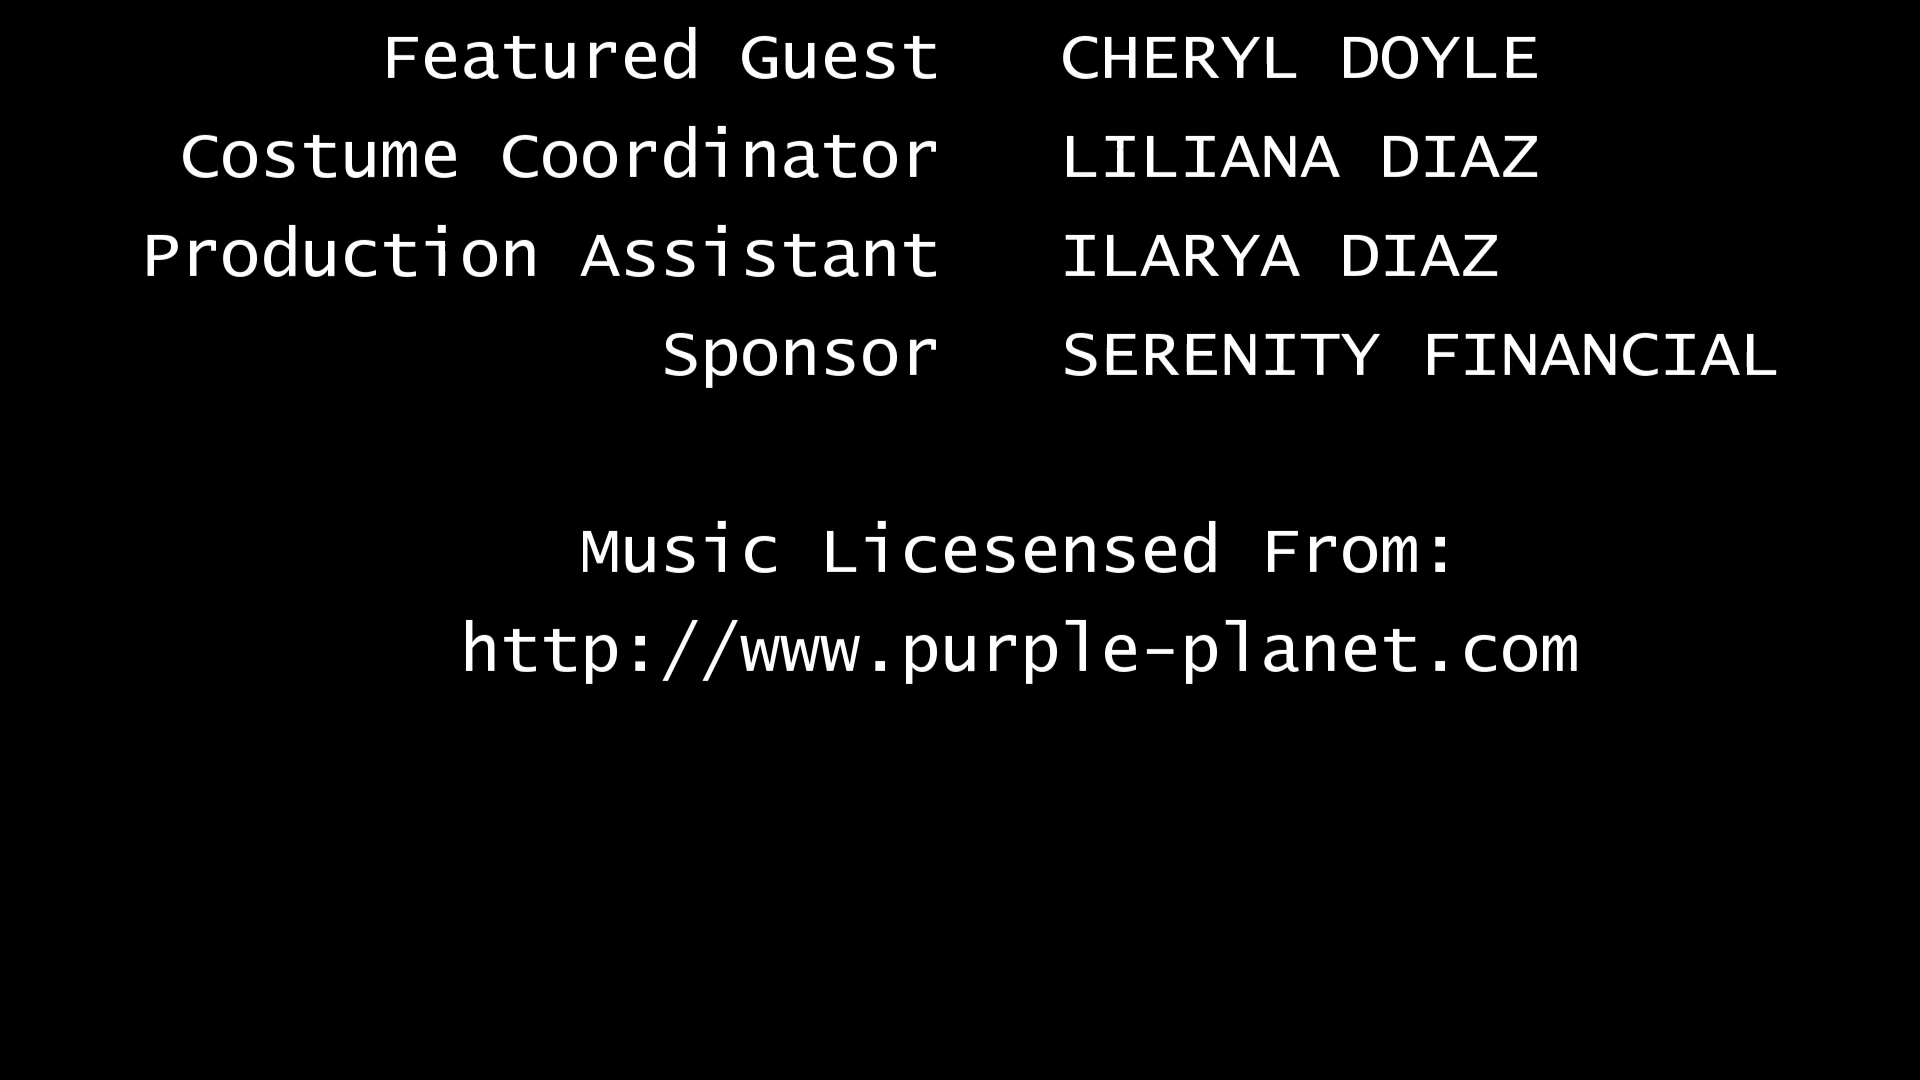 Featured Guest CHERYL DOYLE
Costume Coordinator LILIANA DIAZ
Production Assistant ILARYA DIAZ
Sponsor SERENITY FINANCIAL
Music Licesensed From:
http://www.purple-planet.com